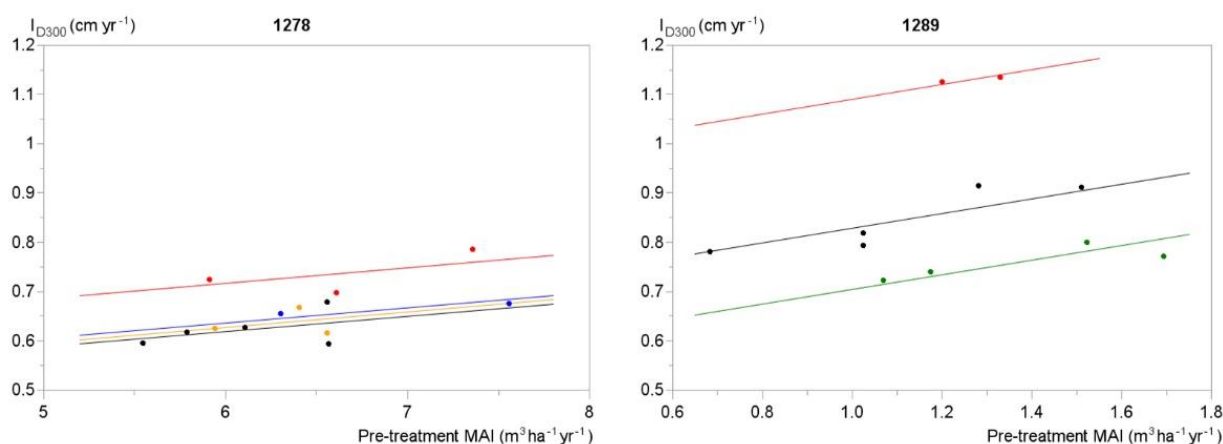 I_D300 (cm yr⁻¹) 1278
1.2
1.1
1
0.9
0.8
0.7
0.6
0.5
5 6 7 8
Pre-treatment MAI (m³ ha⁻¹ yr⁻¹)
I_D300 (cm yr⁻¹) 1289
1.2
1.1
1
0.9
0.8
0.7
0.6
0.5
0.6 0.8 1.0 1.2 1.4 1.6 1.8
Pre-treatment MAI (m³ ha⁻¹ yr⁻¹)